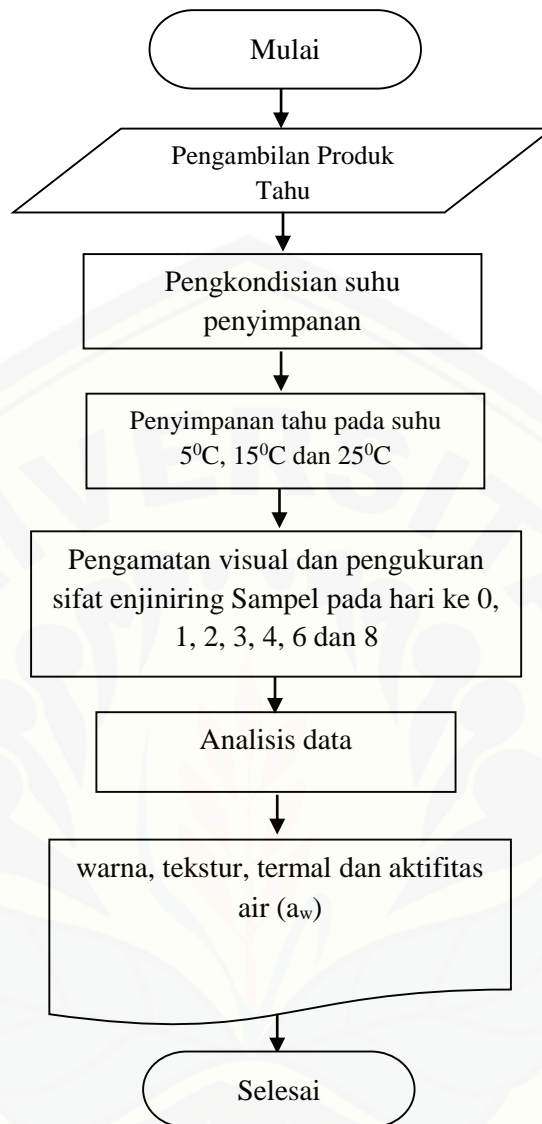 Mulai
Pengambilan Produk
Tahu
Pengkondisian suhu
penyimpanan
Penyimpanan tahu pada suhu
5⁰C, 15⁰C dan 25⁰C
Pengamatan visual dan pengukuran
sifat enjiniring Sampel pada hari ke 0,
1, 2, 3, 4, 6 dan 8
Analisis data
warna, tekstur, termal dan aktifitas
air (aw)
Selesai